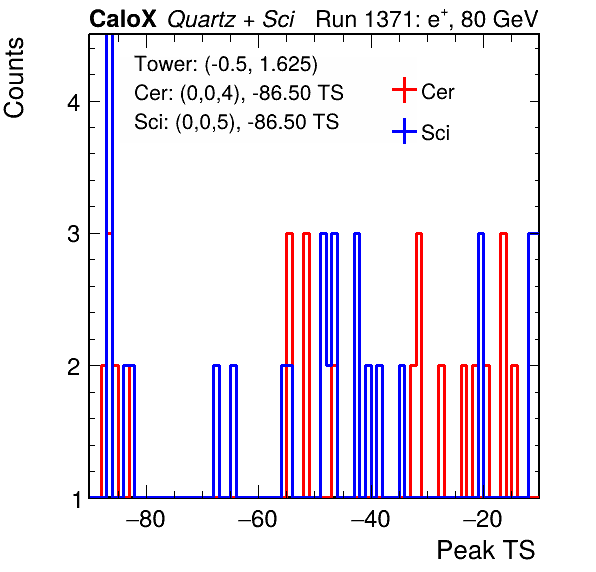 CaloX Quartz + Sci Run 1371: e+, 80 GeV
Counts
Tower: (-0.5, 1.625)
Cer: (0,0,4), -86.50 TS
Sci: (0,0,5), -86.50 TS
Cer
Sci
4
3
2
1
−80 −60 −40 −20
Peak TS